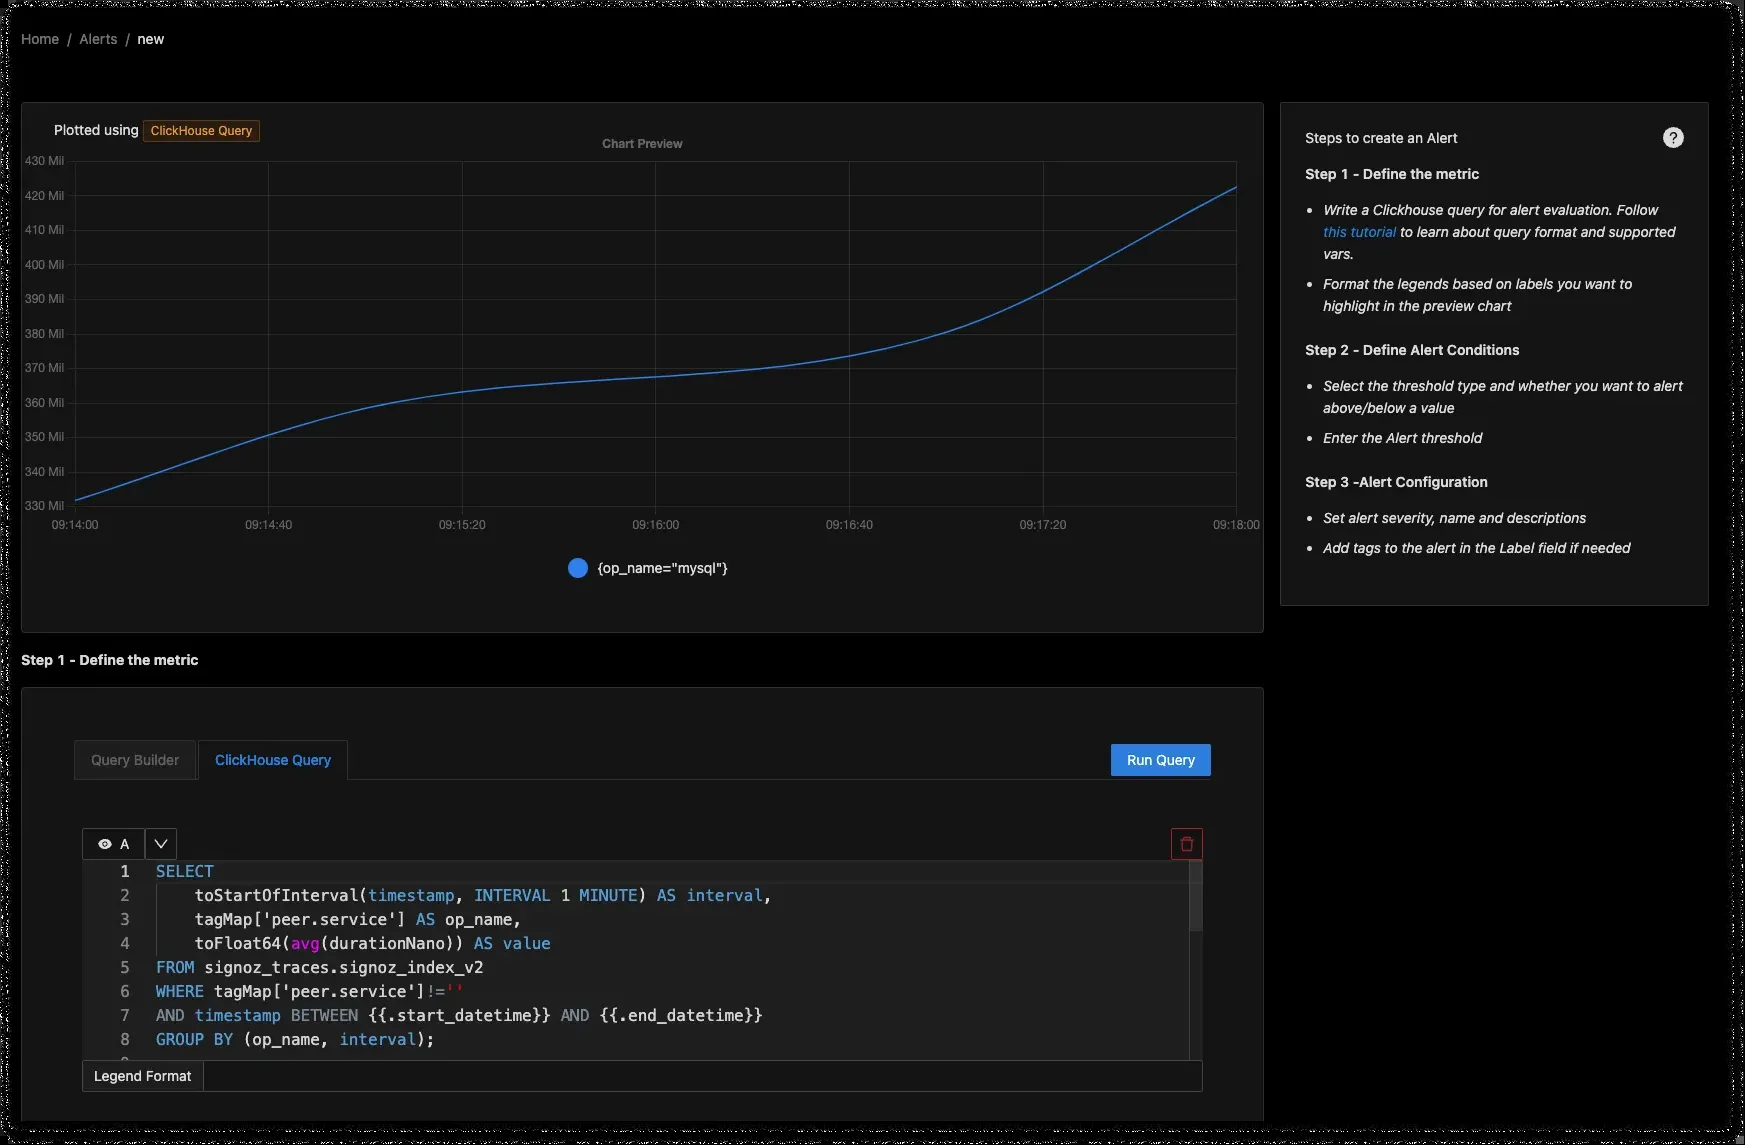 Home / Alerts / new
Plotted using ClickHouse Query
Chart Preview
430 Mil
420 Mil
410 Mil
400 Mil
390 Mil
380 Mil
370 Mil
360 Mil
350 Mil
340 Mil
330 Mil
09:14:00 09:14:40 09:15:20 09:16:00 09:16:40 09:17:20 09:18:00
{op_name="mysql"}
Steps to create an Alert
?
Step 1 - Define the metric
Write a Clickhouse query for alert evaluation. Follow
this tutorial to learn about query format and supported
vars.
Format the legends based on labels you want to
highlight in the preview chart
Step 2 - Define Alert Conditions
Select the threshold type and whether you want to alert
above/below a value
Enter the Alert threshold
Step 3 -Alert Configuration
Set alert severity, name and descriptions
Add tags to the alert in the Label field if needed
Step 1 - Define the metric
Query Builder
ClickHouse Query
Run Query
A
1 SELECT
2 toStartOfInterval(timestamp, INTERVAL 1 MINUTE) AS interval,
3 tagMap['peer.service'] AS op_name,
4 toFloat64(avg(durationNano)) AS value
5 FROM signoz_traces.signoz_index_v2
6 WHERE tagMap['peer.service']!=''
7 AND timestamp BETWEEN {{.start_datetime}} AND {{.end_datetime}}
8 GROUP BY (op_name, interval);
Legend Format